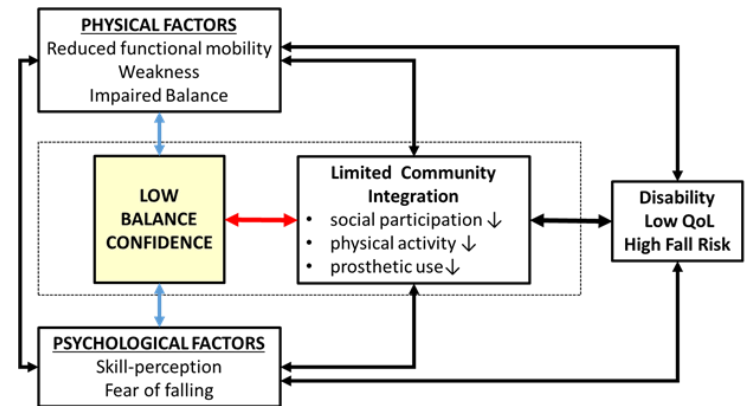 PHYSICAL FACTORS
Reduced functional mobility
Weakness
Impaired Balance
LOW
BALANCE
CONFIDENCE
Limited Community
Integration
• social participation ↓
• physical activity ↓
• prosthetic use↓
Disability
Low QoL
High Fall Risk
PSYCHOLOGICAL FACTORS
Skill-perception
Fear of falling